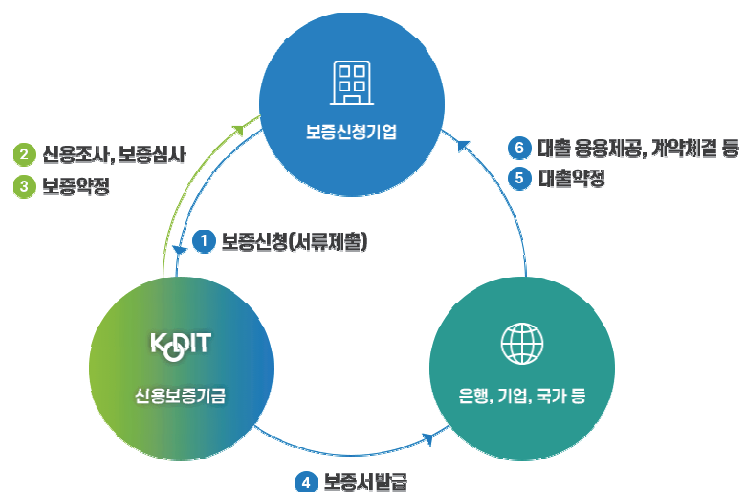 보증신청기업
2 신용조사, 보증심사
3 보증약정
6 대출 용용제공, 계약체결 등
5 대출약정
1 보증신청(서류제출)
KODIT
신용보증기금
은행, 기업, 국가 등
4 보증서발급